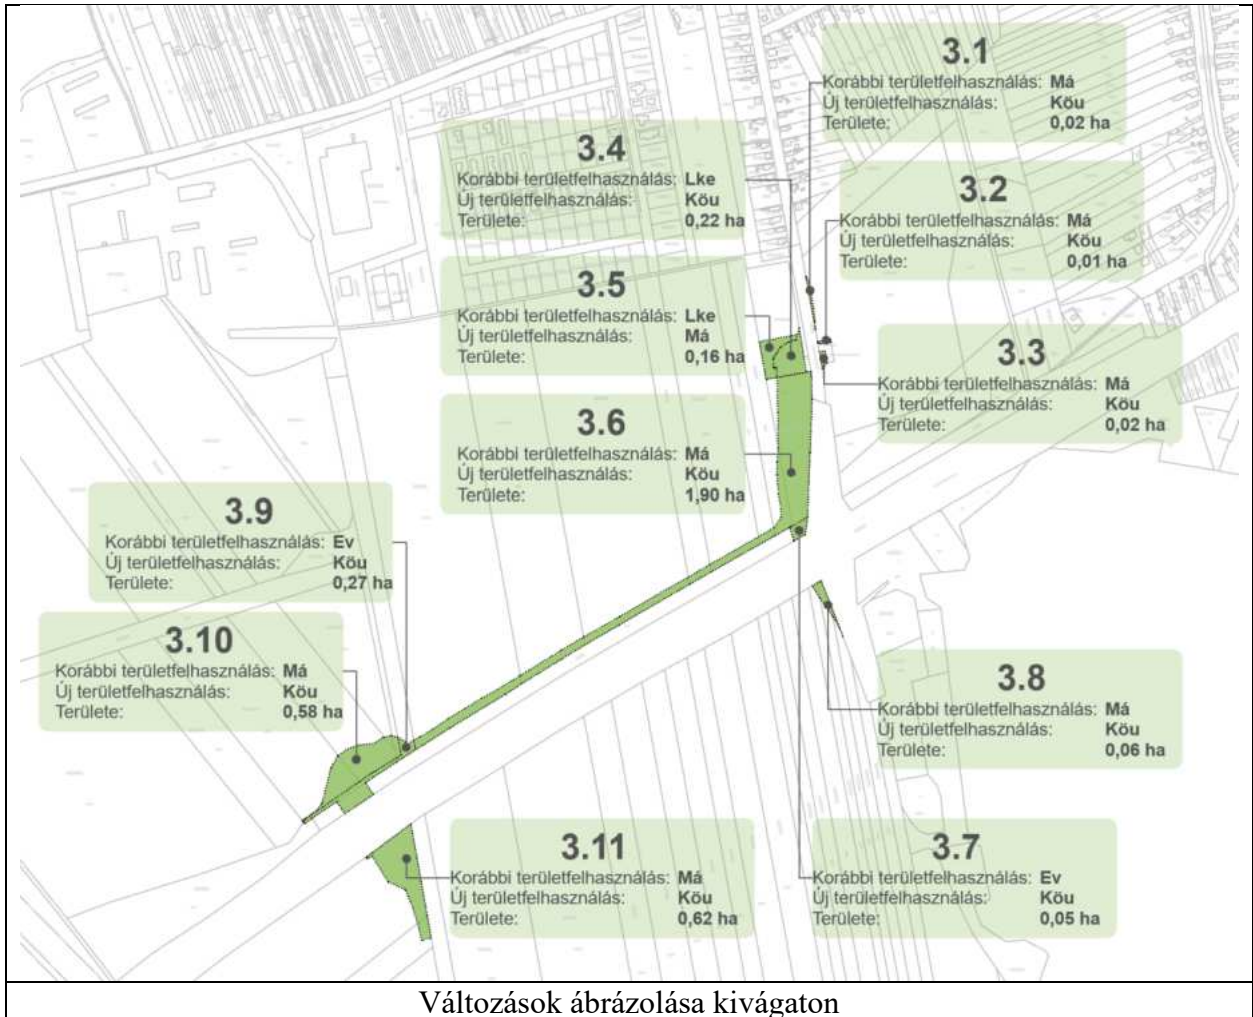 3.1
Korábbi területfelhasználás: Má
Új területfelhasználás: Köu
Területe: 0,02 ha
3.2
Korábbi területfelhasználás: Má
Új területfelhasználás: Köu
Területe: 0,01 ha
3.3
Korábbi területfelhasználás: Má
Új területfelhasználás: Köu
Területe: 0,02 ha
3.4
Korábbi területfelhasználás: Lke
Új területfelhasználás: Köu
Területe: 0,22 ha
3.5
Korábbi területfelhasználás: Lke
Új területfelhasználás: Má
Területe: 0,16 ha
3.6
Korábbi területfelhasználás: Má
Új területfelhasználás: Köu
Területe: 1,90 ha
3.9
Korábbi területfelhasználás: Ev
Új területfelhasználás: Köu
Területe: 0,27 ha
3.10
Korábbi területfelhasználás: Má
Új területfelhasználás: Köu
Területe: 0,58 ha
3.8
Korábbi területfelhasználás: Má
Új területfelhasználás: Köu
Területe: 0,06 ha
3.11
Korábbi területfelhasználás: Má
Új területfelhasználás: Köu
Területe: 0,62 ha
3.7
Korábbi területfelhasználás: Ev
Új területfelhasználás: Köu
Területe: 0,05 ha
Változások ábrázolása kivágaton